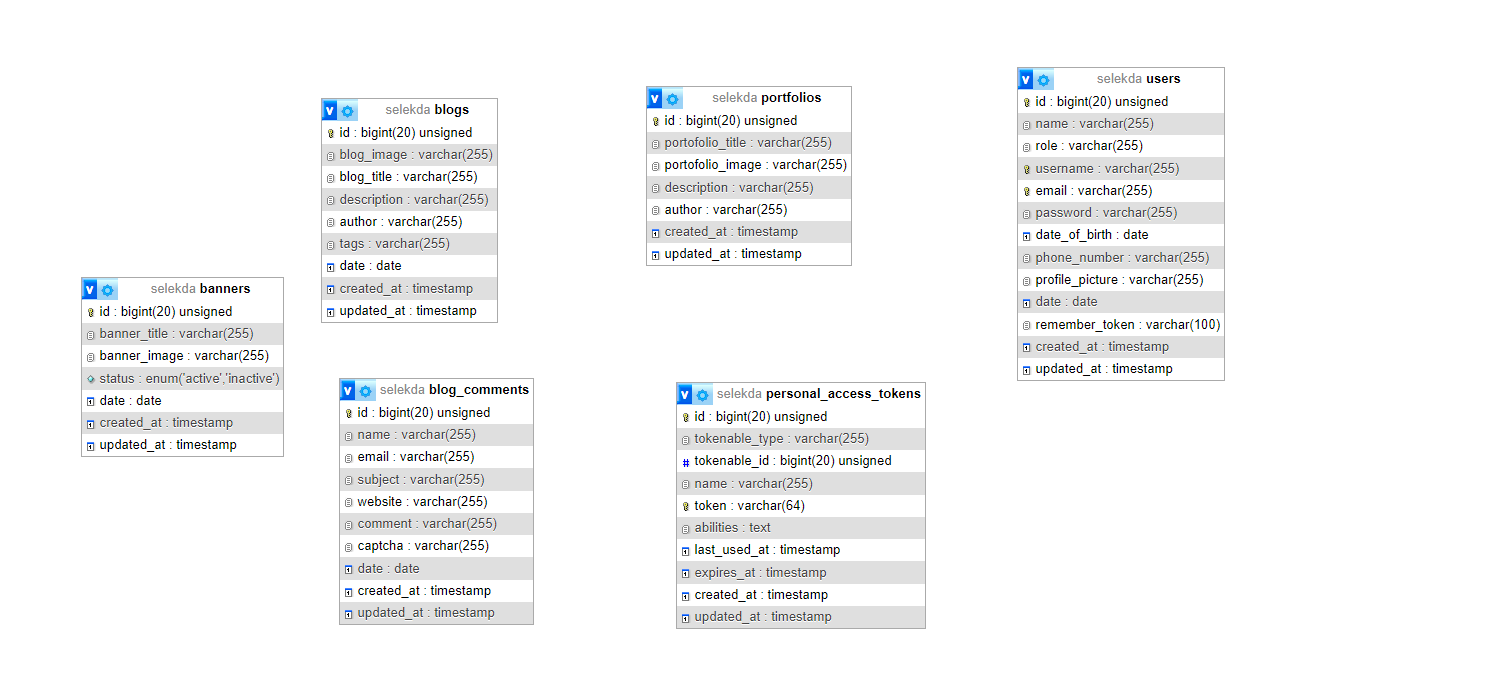 v selekda banners
id : bigint(20) unsigned
banner_title : varchar(255)
banner_image : varchar(255)
status : enum('active','inactive')
date : date
created_at : timestamp
updated_at : timestamp
v selekda blogs
id : bigint(20) unsigned
blog_image : varchar(255)
blog_title : varchar(255)
description : varchar(255)
author : varchar(255)
tags : varchar(255)
date : date
created_at : timestamp
updated_at : timestamp
v selekda blog_comments
id : bigint(20) unsigned
name : varchar(255)
email : varchar(255)
subject : varchar(255)
website : varchar(255)
comment : varchar(255)
captcha : varchar(255)
date : date
created_at : timestamp
updated_at : timestamp
v selekda portfolios
id : bigint(20) unsigned
portofolio_title : varchar(255)
portofolio_image : varchar(255)
description : varchar(255)
author : varchar(255)
created_at : timestamp
updated_at : timestamp
v selekda personal_access_tokens
id : bigint(20) unsigned
tokenable_type : varchar(255)
# tokenable_id : bigint(20) unsigned
name : varchar(255)
token : varchar(64)
abilities : text
last_used_at : timestamp
expires_at : timestamp
created_at : timestamp
updated_at : timestamp
v selekda users
id : bigint(20) unsigned
name : varchar(255)
role : varchar(255)
username : varchar(255)
email : varchar(255)
password : varchar(255)
date_of_birth : date
phone_number : varchar(255)
profile_picture : varchar(255)
date : date
remember_token : varchar(100)
created_at : timestamp
updated_at : timestamp